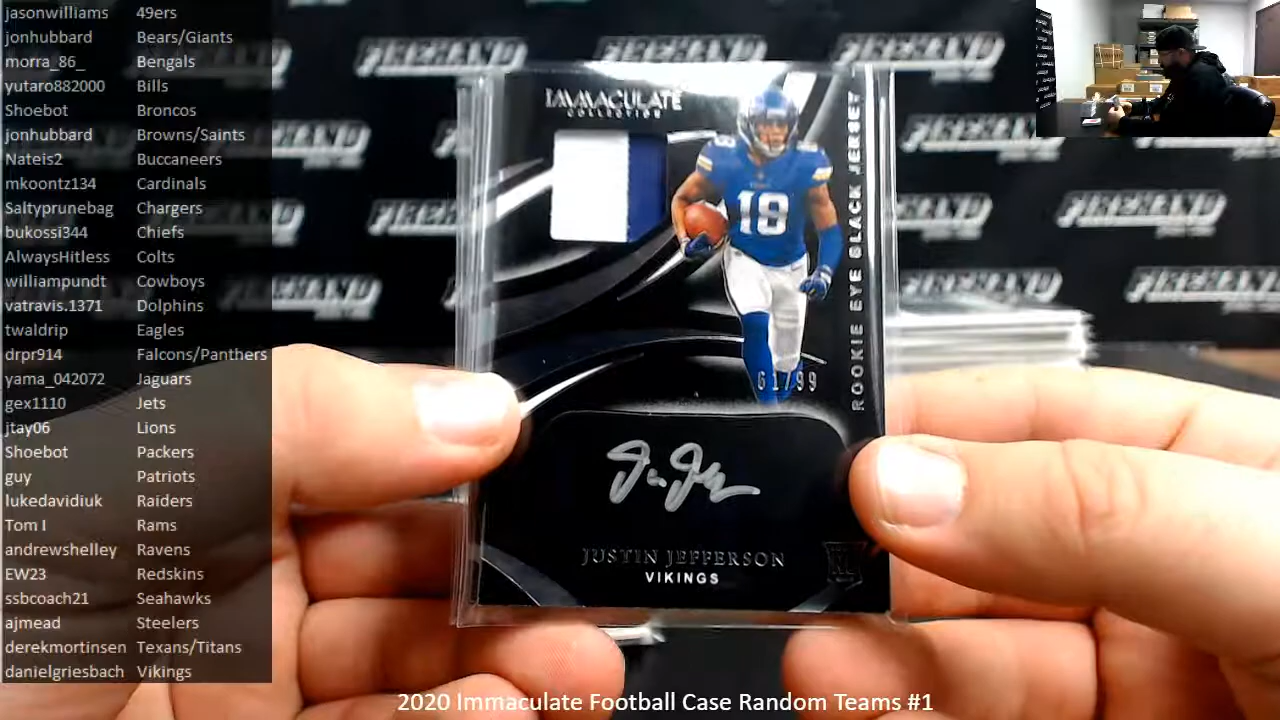 jasonwilliams 49ers
jonhubbard Bears/Giants
morra_86_ Bengals
yutaro882000 Bills
Shoebot Broncos
jonhubbard Browns/Saints
Nateis2 Buccaneers
mkoontz134 Cardinals
Saltyprunebag Chargers
bukossi344 Chiefs
AlwaysHitless Colts
williampundt Cowboys
vatravis.1371 Dolphins
twaldrip Eagles
drpr914 Falcons/Panthers
yama_042072 Jaguars
gex1110 Jets
jtay06 Lions
Shoebot Packers
guy Patriots
lukedavidiuk Raiders
Tom I Rams
andrewshelley Ravens
EW23 Redskins
ssbcoach21 Seahawks
ajmead Steelers
derekmortinsen Texans/Titans
danielgriesbach Vikings
FIREHAND FIREHAND FIREHAND
IMMACULATE
COLLECTION
18
ROOKIE EYE BLACK JERSEY
61/99
JUSTIN JEFFERSON
VIKINGS
2020 Immaculate Football Case Random Teams #1